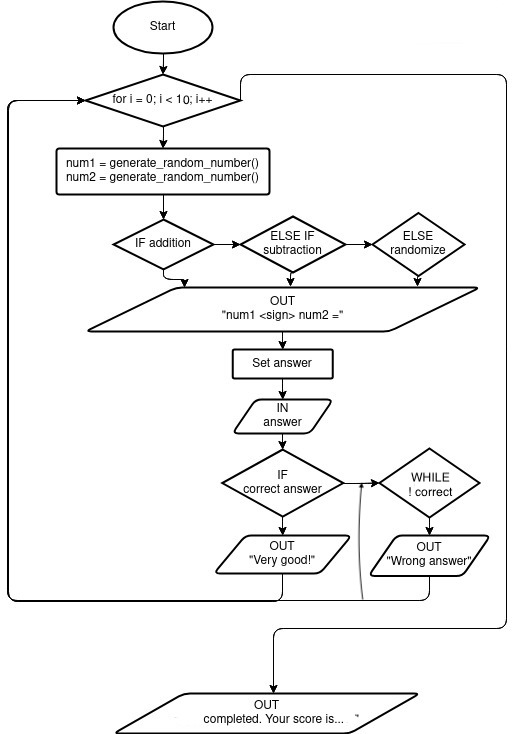 Start
for i = 0; i < 10; i++
num1 = generate_random_number()
num2 = generate_random_number()
IF addition
ELSE IF
subtraction
ELSE
randomize
OUT
"num1 <sign> num2 ="
Set answer
IN
answer
IF
correct answer
WHILE
! correct
OUT
"Very good!"
OUT
"Wrong answer"
OUT
completed. Your score is... "